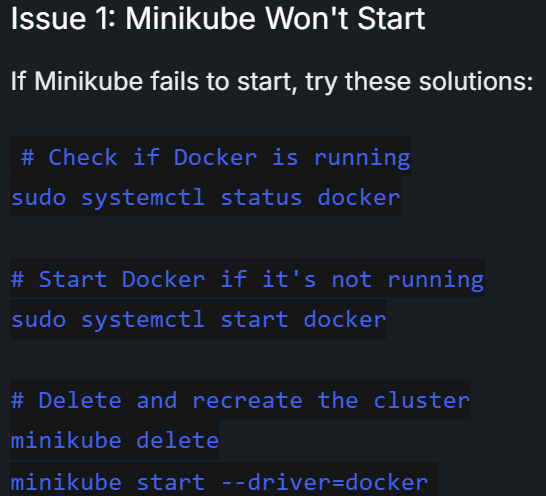 Issue 1: Minikube Won't Start
If Minikube fails to start, try these solutions:
# Check if Docker is running
sudo systemctl status docker
# Start Docker if it's not running
sudo systemctl start docker
# Delete and recreate the cluster
minikube delete
minikube start --driver=docker